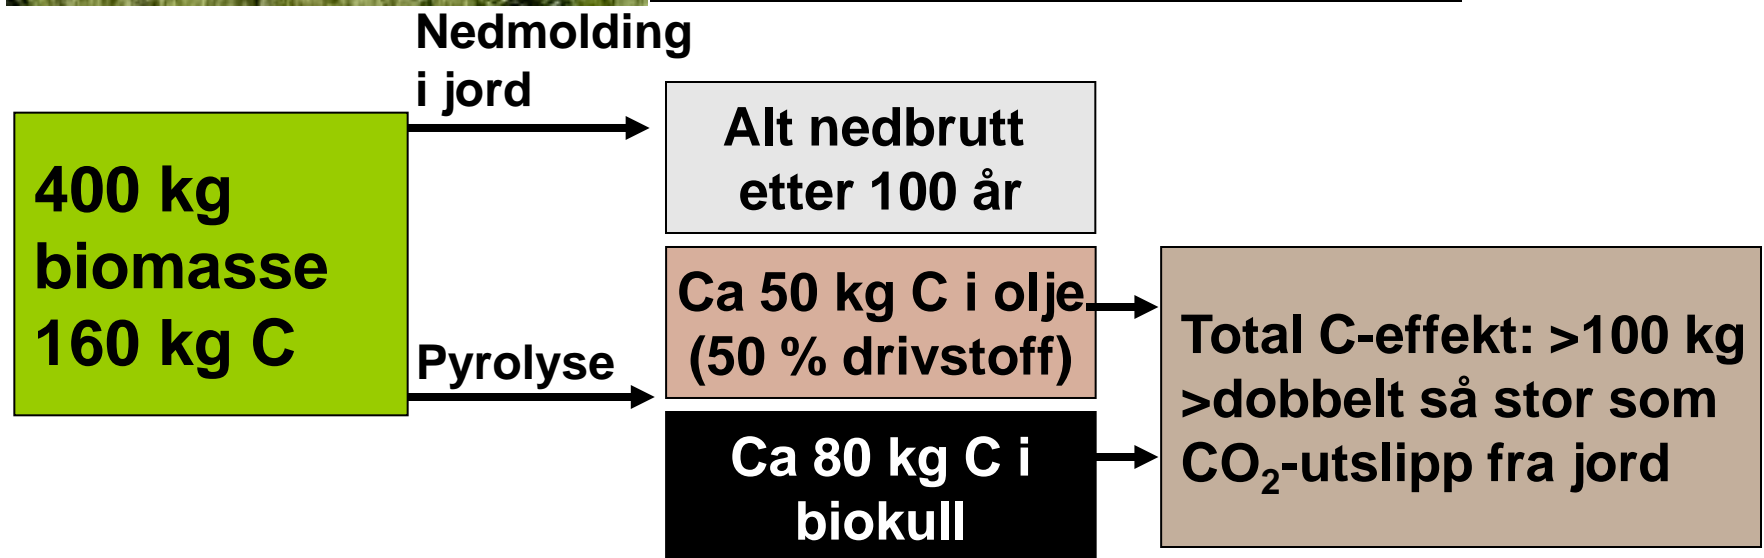 Nedmolding
i jord
400 kg
biomasse
160 kg C
Pyrolyse
Alt nedbrutt
etter 100 år
Ca 50 kg C i olje
(50 % drivstoff)
Ca 80 kg C i
biokull
Total C-effekt: >100 kg
>dobbelt så stor som
CO₂-utslipp fra jord